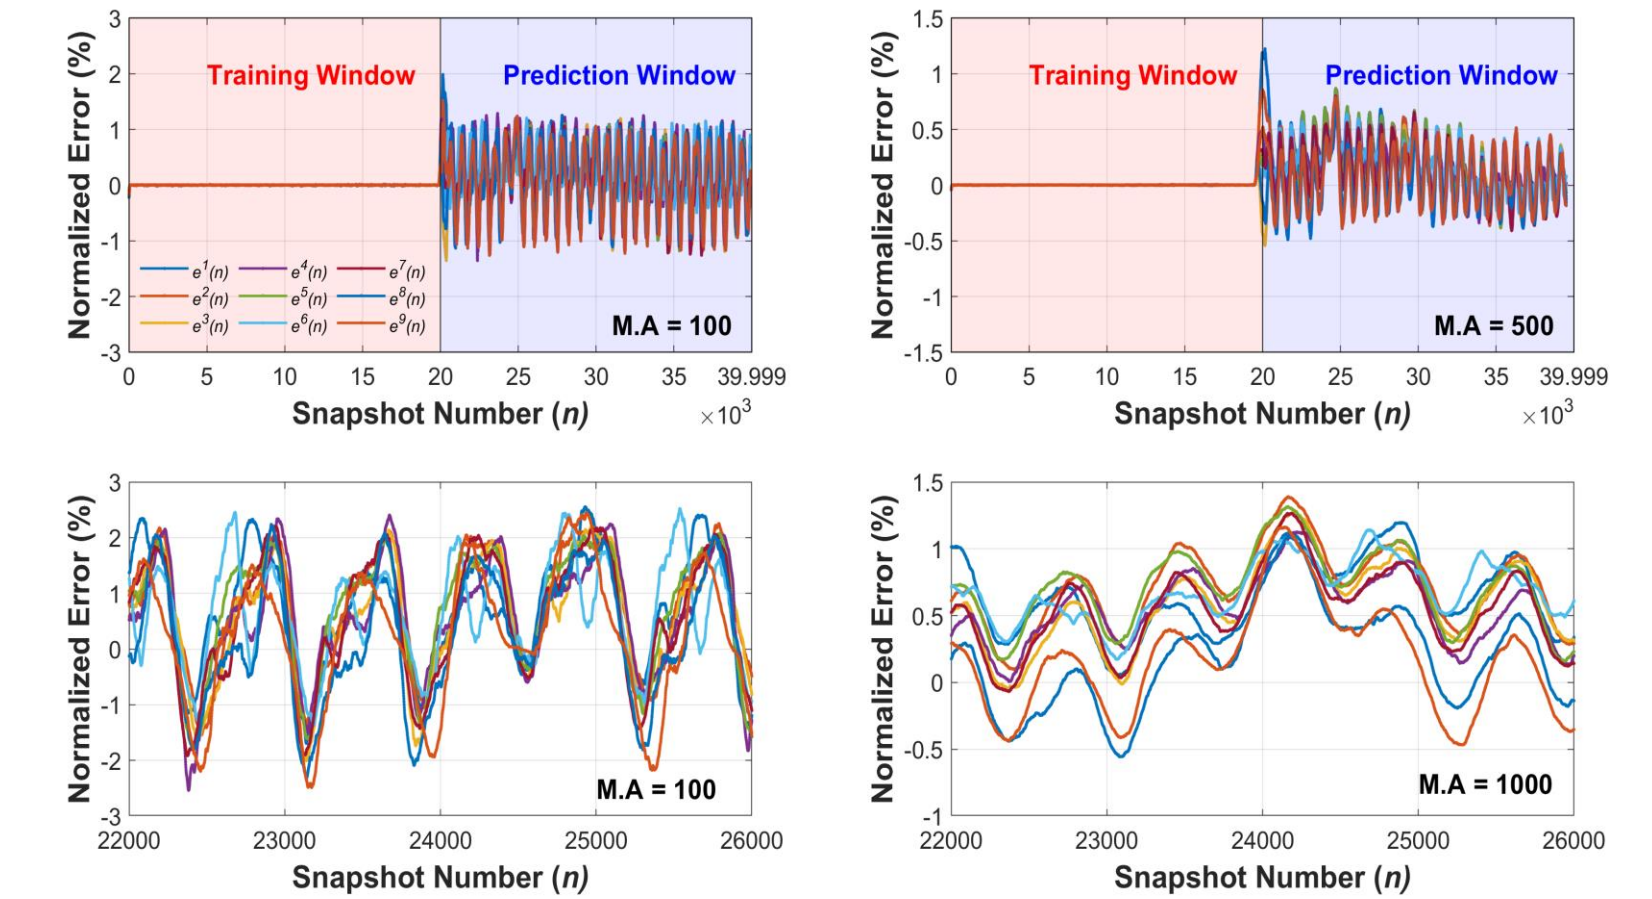 Normalized Error (%)
3
2
1
0
-1
-2
-3
Training Window
Prediction Window
e1(n) e4(n) e7(n)
e2(n) e5(n) e8(n)
e3(n) e6(n) e9(n)
M.A = 100
0 5 10 15 20 25 30 35 39.999
Snapshot Number (n) ×10^3
Normalized Error (%)
1.5
1
0.5
0
-0.5
-1
-1.5
Training Window
Prediction Window
M.A = 500
0 5 10 15 20 25 30 35 39.999
Snapshot Number (n) ×10^3
Normalized Error (%)
3
2
1
0
-1
-2
-3
M.A = 100
22000 23000 24000 25000 26000
Snapshot Number (n)
Normalized Error (%)
1.5
1
0.5
0
-0.5
-1
M.A = 1000
22000 23000 24000 25000 26000
Snapshot Number (n)